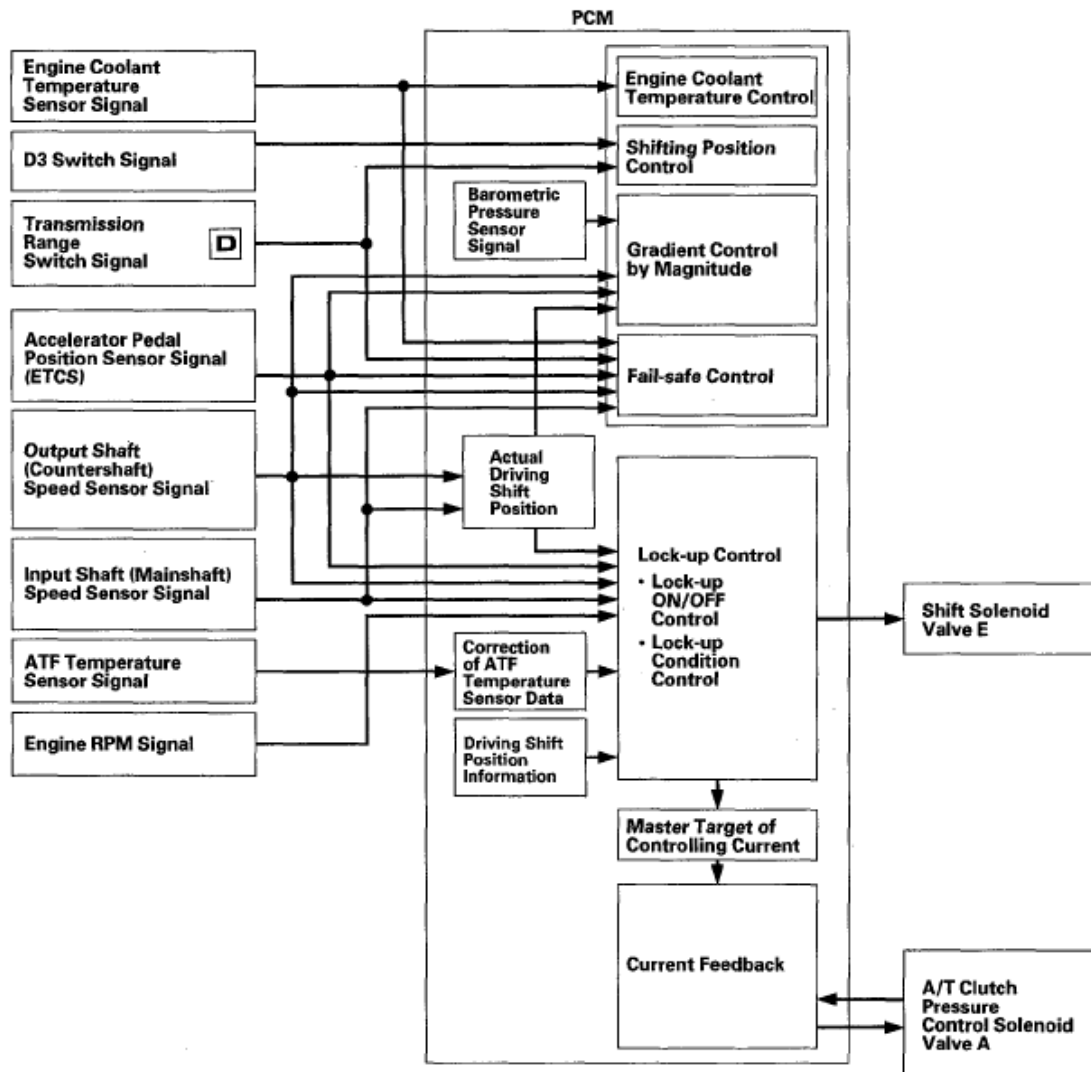 PCM
Engine Coolant
Temperature
Sensor Signal
D3 Switch Signal
Transmission
Range
Switch Signal
D
Accelerator Pedal
Position Sensor Signal
(ETCS)
Output Shaft
(Countershaft)
Speed Sensor Signal
Input Shaft (Mainshaft)
Speed Sensor Signal
ATF Temperature
Sensor Signal
Engine RPM Signal
Barometric
Pressure
Sensor
Signal
Actual
Driving
Shift
Position
Correction
of ATF
Temperature
Sensor Data
Driving Shift
Position
Information
Engine Coolant
Temperature Control
Shifting Position
Control
Gradient Control
by Magnitude
Fail-safe Control
Lock-up Control
• Lock-up
ON/OFF
Control
• Lock-up
Condition
Control
Master Target of
Controlling Current
Current Feedback
Shift Solenoid
Valve E
A/T Clutch
Pressure
Control Solenoid
Valve A